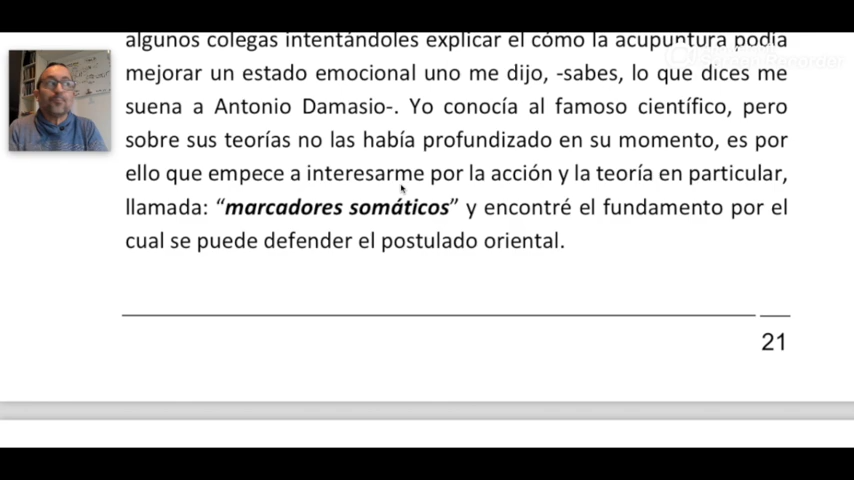 algunos colegas intentándoles explicar el cómo la acupuntura podía
mejorar un estado emocional uno me dijo, -sabes, lo que dices me
suena a Antonio Damasio-. Yo conocía al famoso científico, pero
sobre sus teorías no las había profundizado en su momento, es por
ello que empece a interesarme por la acción y la teoría en particular,
llamada: “marcadores somáticos” y encontré el fundamento por el
cual se puede defender el postulado oriental.
21
Screen Recorder